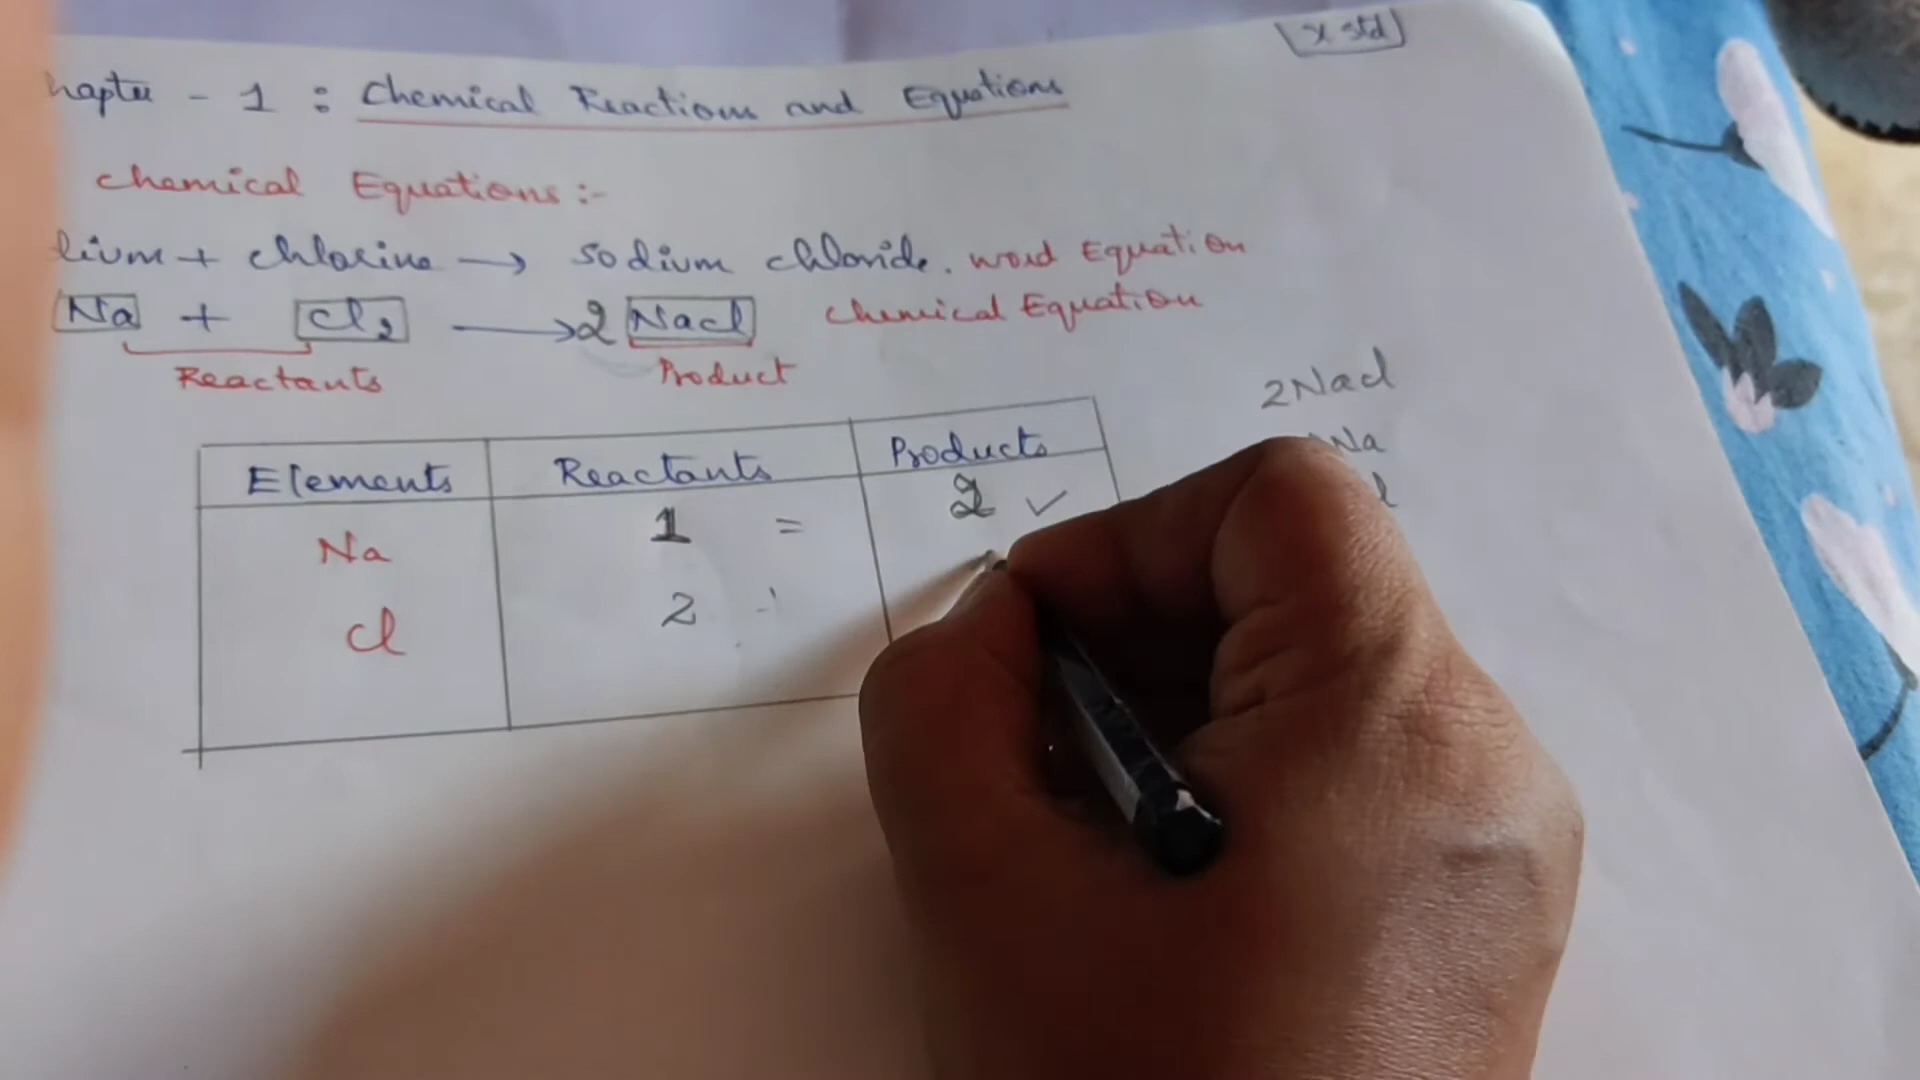 x std
hapter - 1 : Chemical Reactions and Equations
Chemical Equations :-
dium + chlorine → sodium chloride. word Equation
Na + Cl2 → 2 Nacl Chemical Equation
Reactants Product
2Nacl
Na
l
Elements Reactants Products
Na 1 = 2 ✓
Cl 2